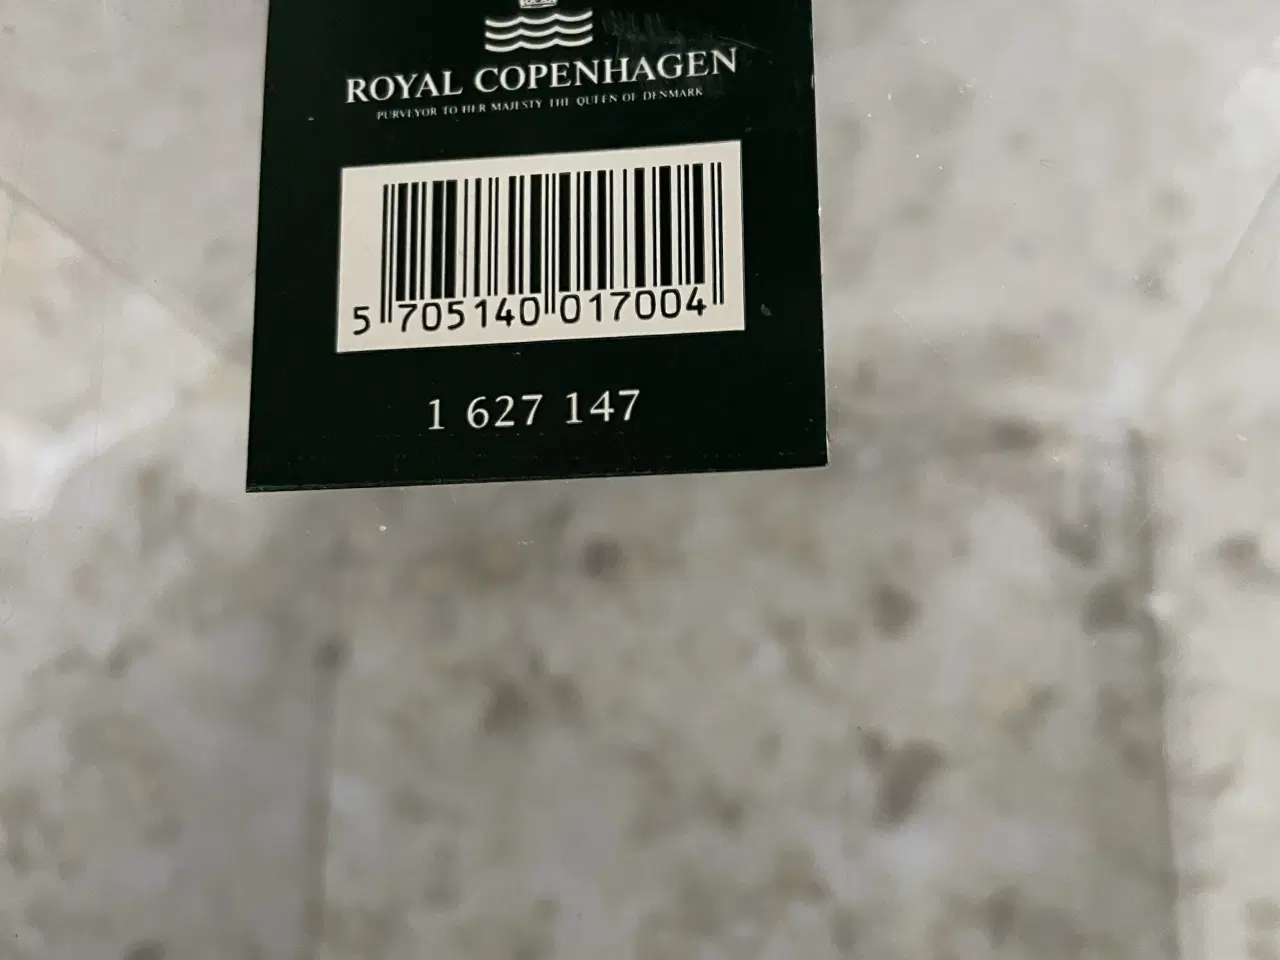 ROYAL COPENHAGEN
PURVEYOR TO HER MAJESTY THE QUEEN OF DENMARK
5 705140 017004
1 627 147